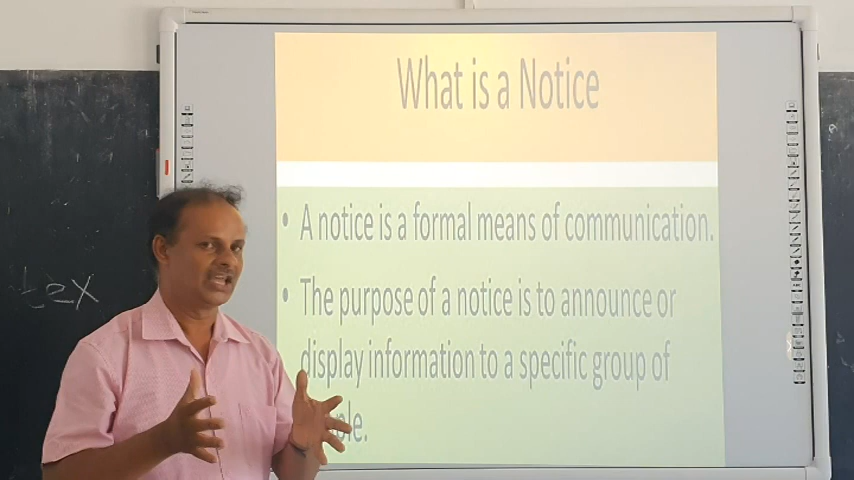 What is a Notice
• A notice is a formal means of communication.
• The purpose of a notice is to announce or
display information to a specific group of
ple.